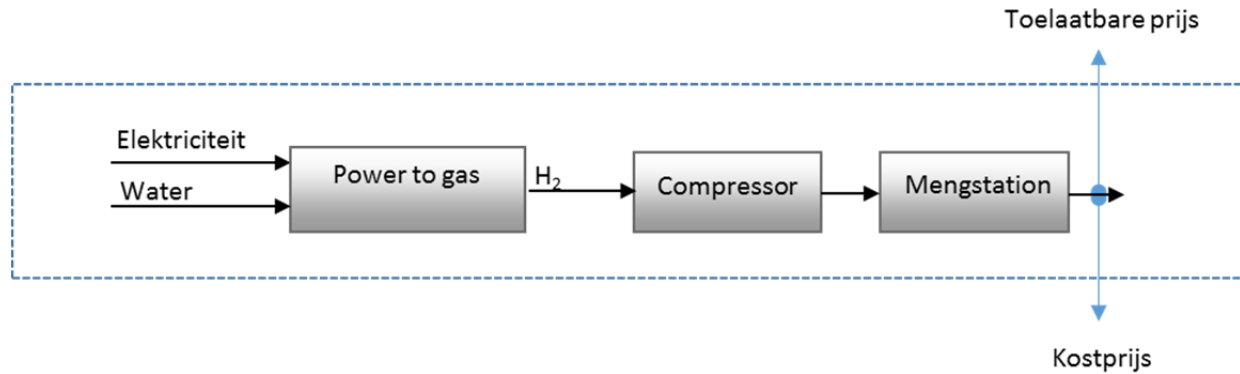 Toelaatbare prijs
Elektriciteit
Water
Power to gas
H₂
Compressor
Mengstation
Kostprijs